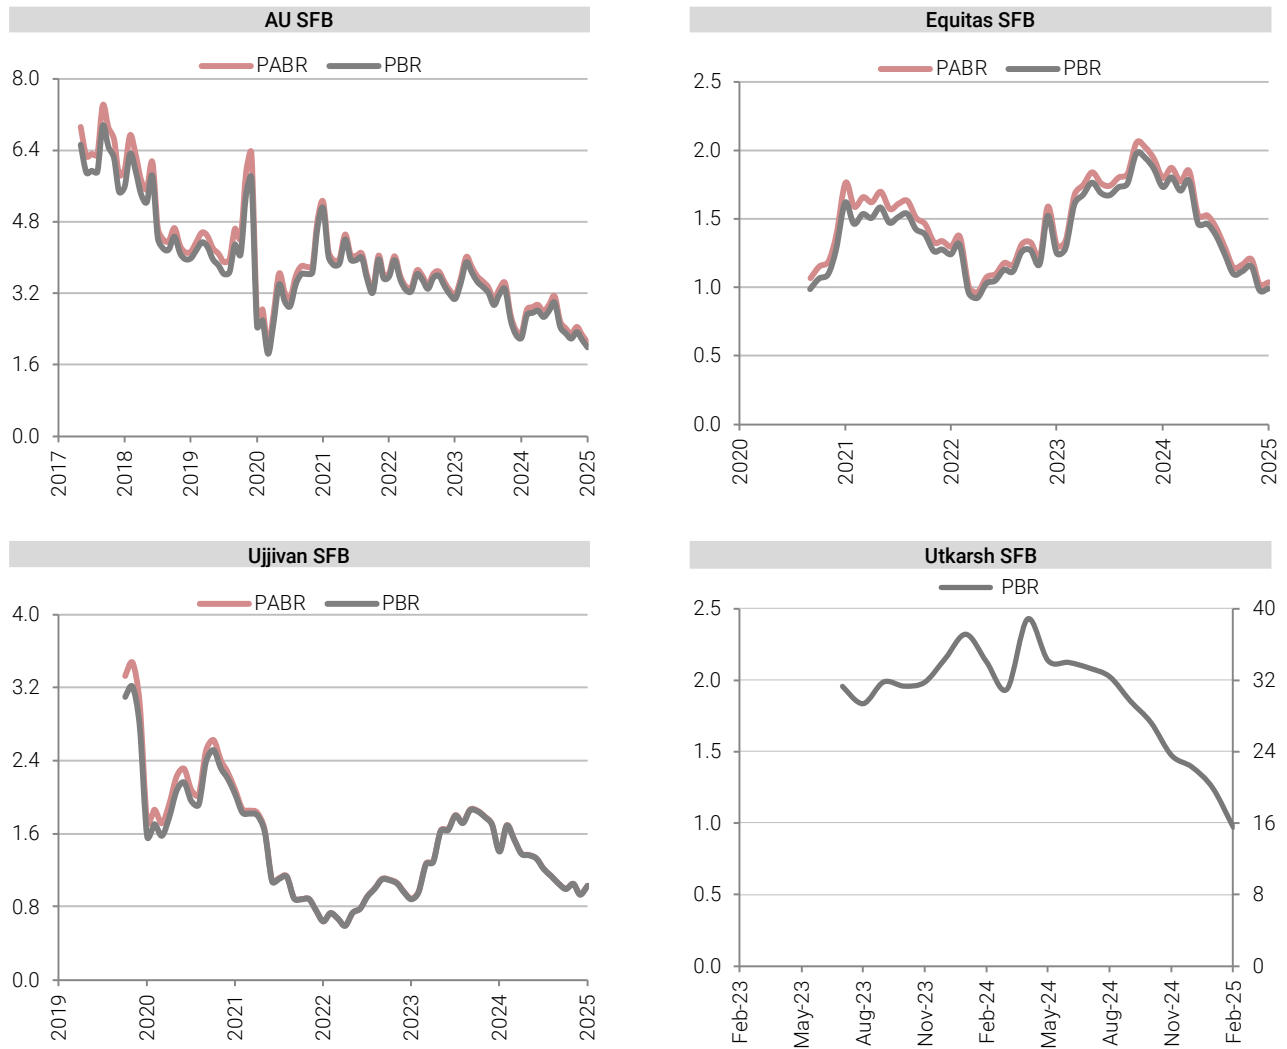 AU SFB
PABR PBR
8.0
6.4
4.8
3.2
1.6
0.0
2017 2018 2019 2020 2021 2022 2023 2024 2025
Equitas SFB
PABR PBR
2.5
2.0
1.5
1.0
0.5
0.0
2020 2021 2022 2023 2024 2025
Ujjivan SFB
PABR PBR
4.0
3.2
2.4
1.6
0.8
0.0
2019 2020 2021 2022 2023 2024 2025
Utkarsh SFB
PBR
2.5 40
2.0 32
1.5 24
1.0 16
0.5 8
0.0 0
Feb-23 May-23 Aug-23 Nov-23 Feb-24 May-24 Aug-24 Nov-24 Feb-25